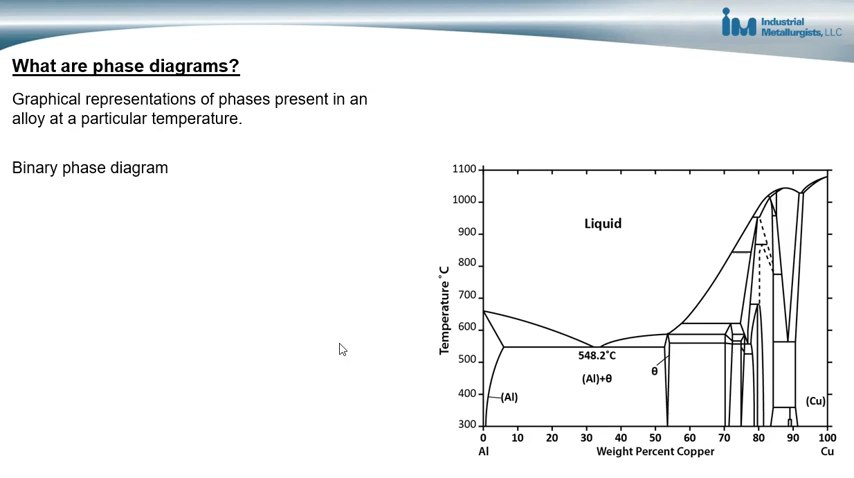 Industrial
Metallurgists, LLC
What are phase diagrams?
Graphical representations of phases present in an
alloy at a particular temperature.
Binary phase diagram
1100
1000
900
800
700
600
500
400
300
Temperature ˚C
Liquid
548.2˚C
(Al)+θ
θ
(Al)
(Cu)
0 10 20 30 40 50 60 70 80 90 100
Al Weight Percent Copper Cu